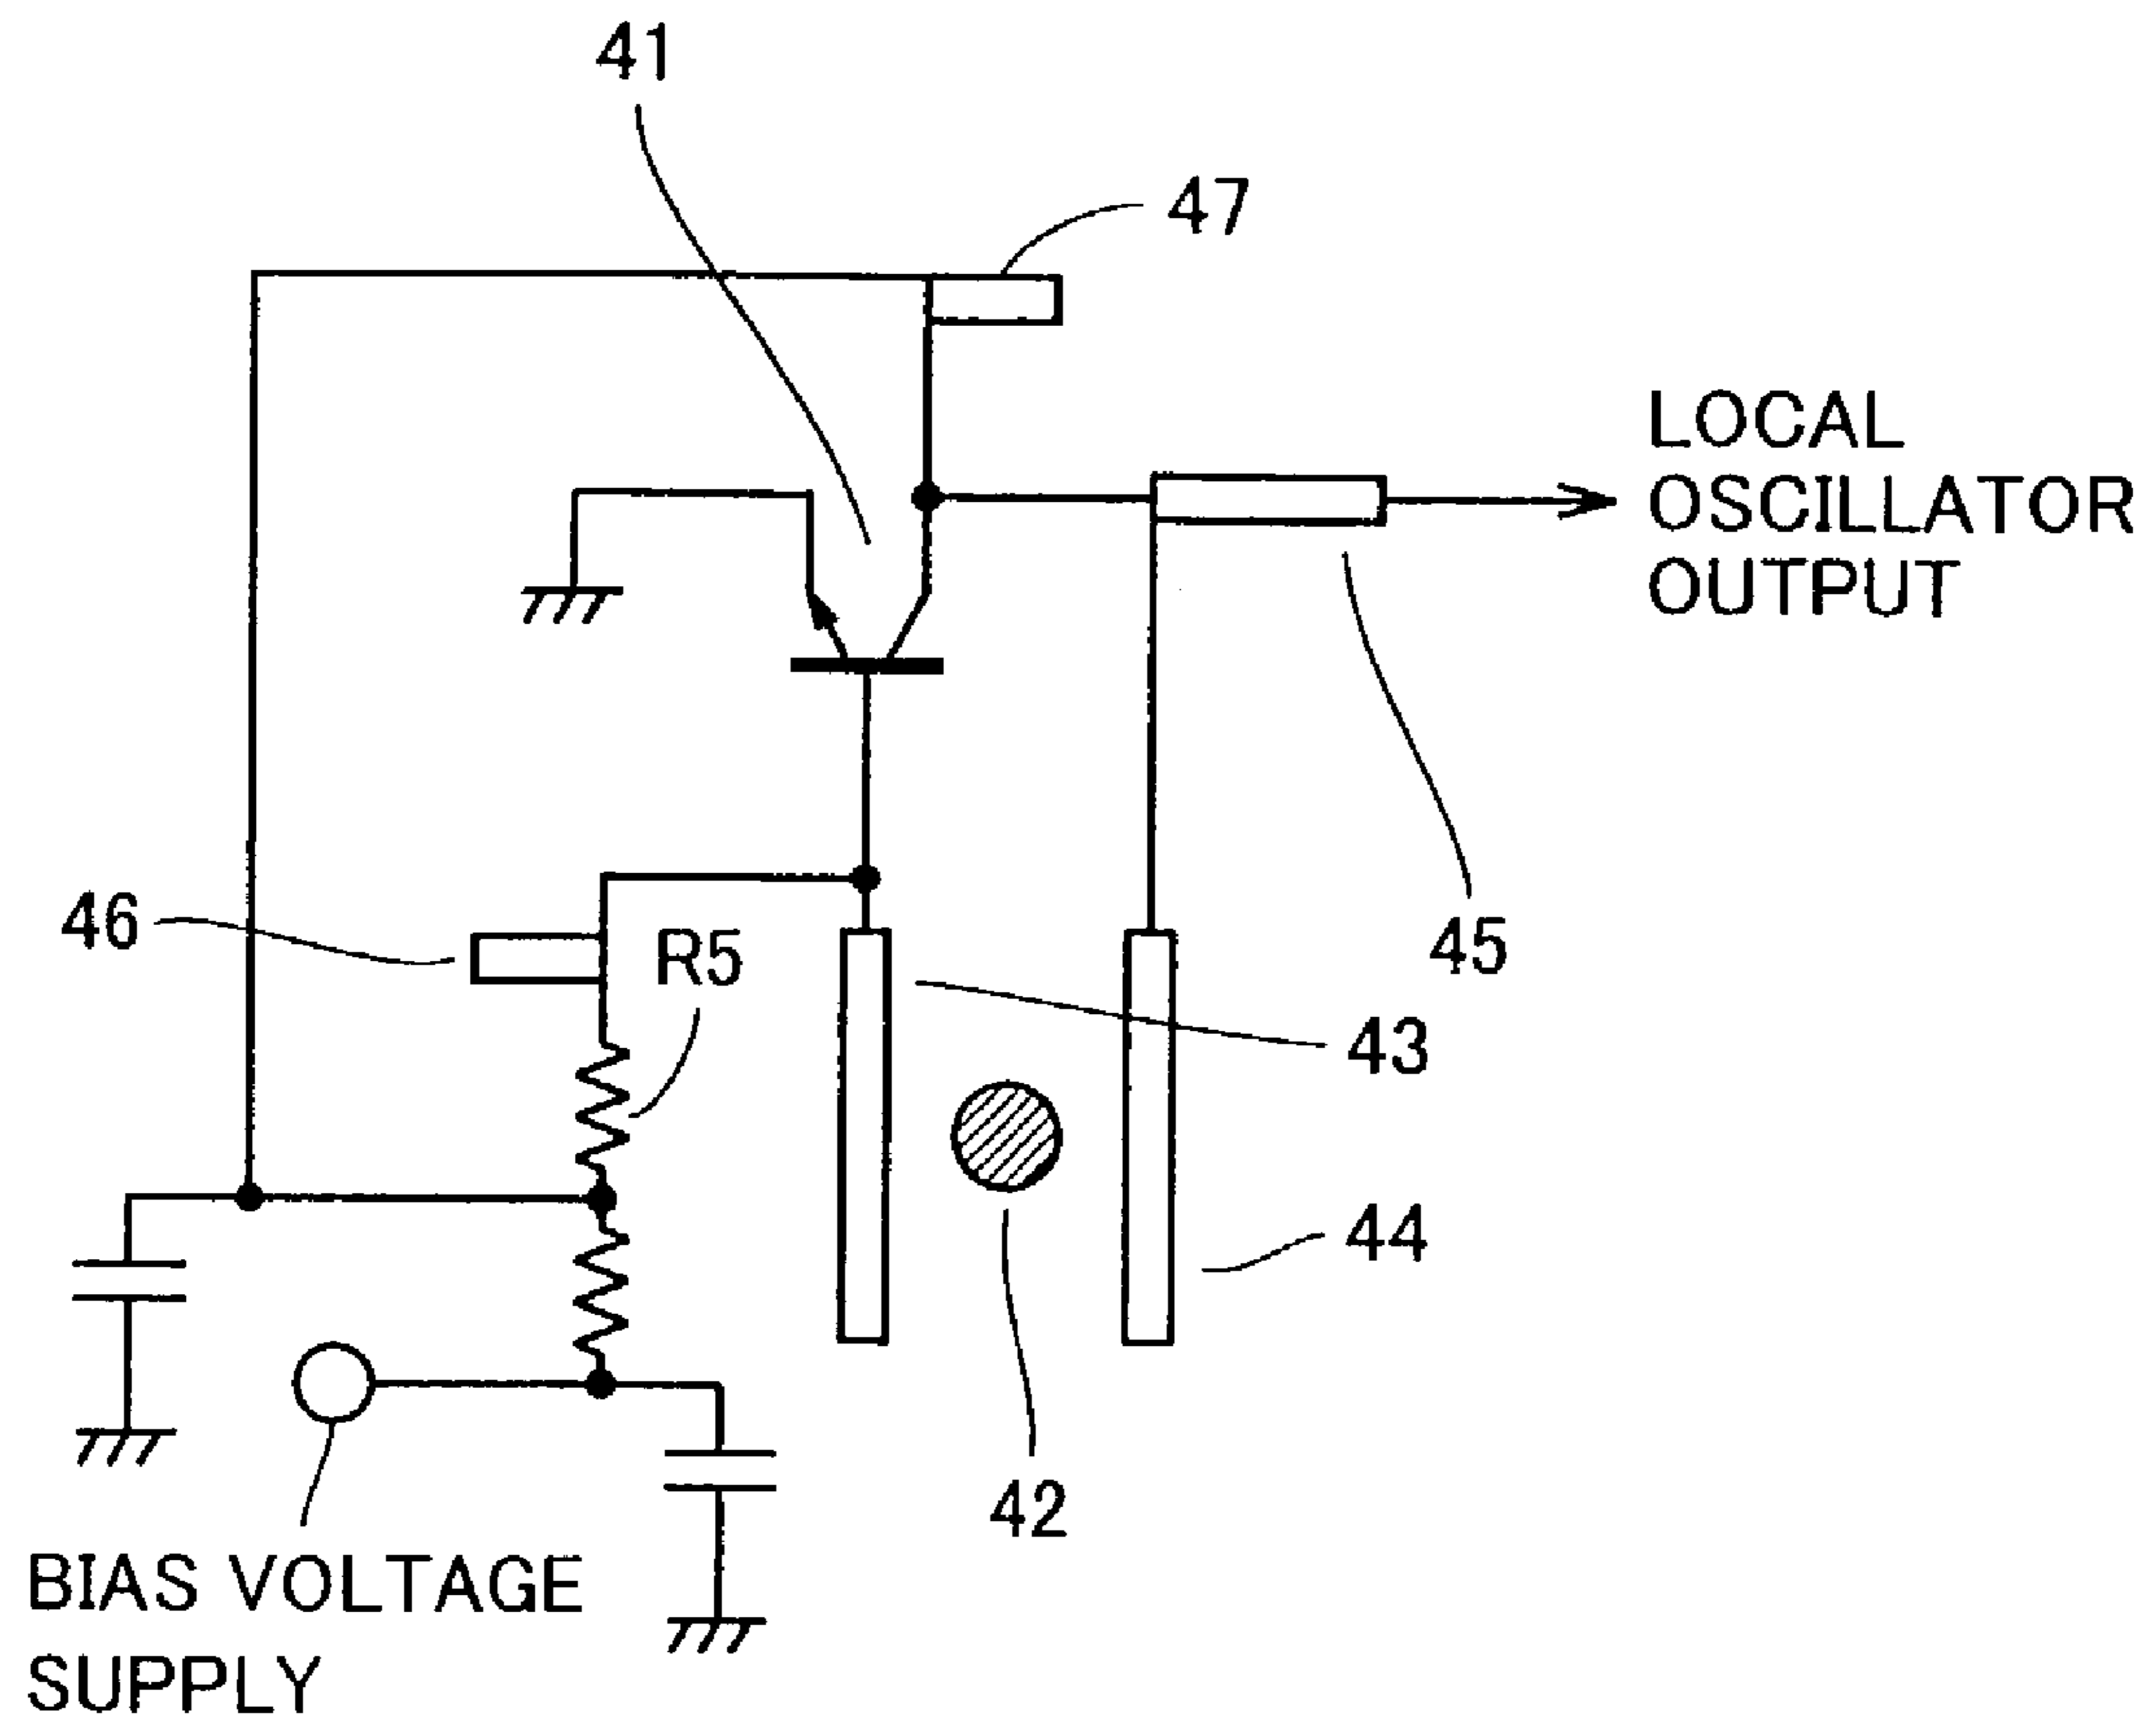 41
47
LOCAL
OSCILLATOR
OUTPUT
46
R5
45
43
44
42
BIAS VOLTAGE
SUPPLY